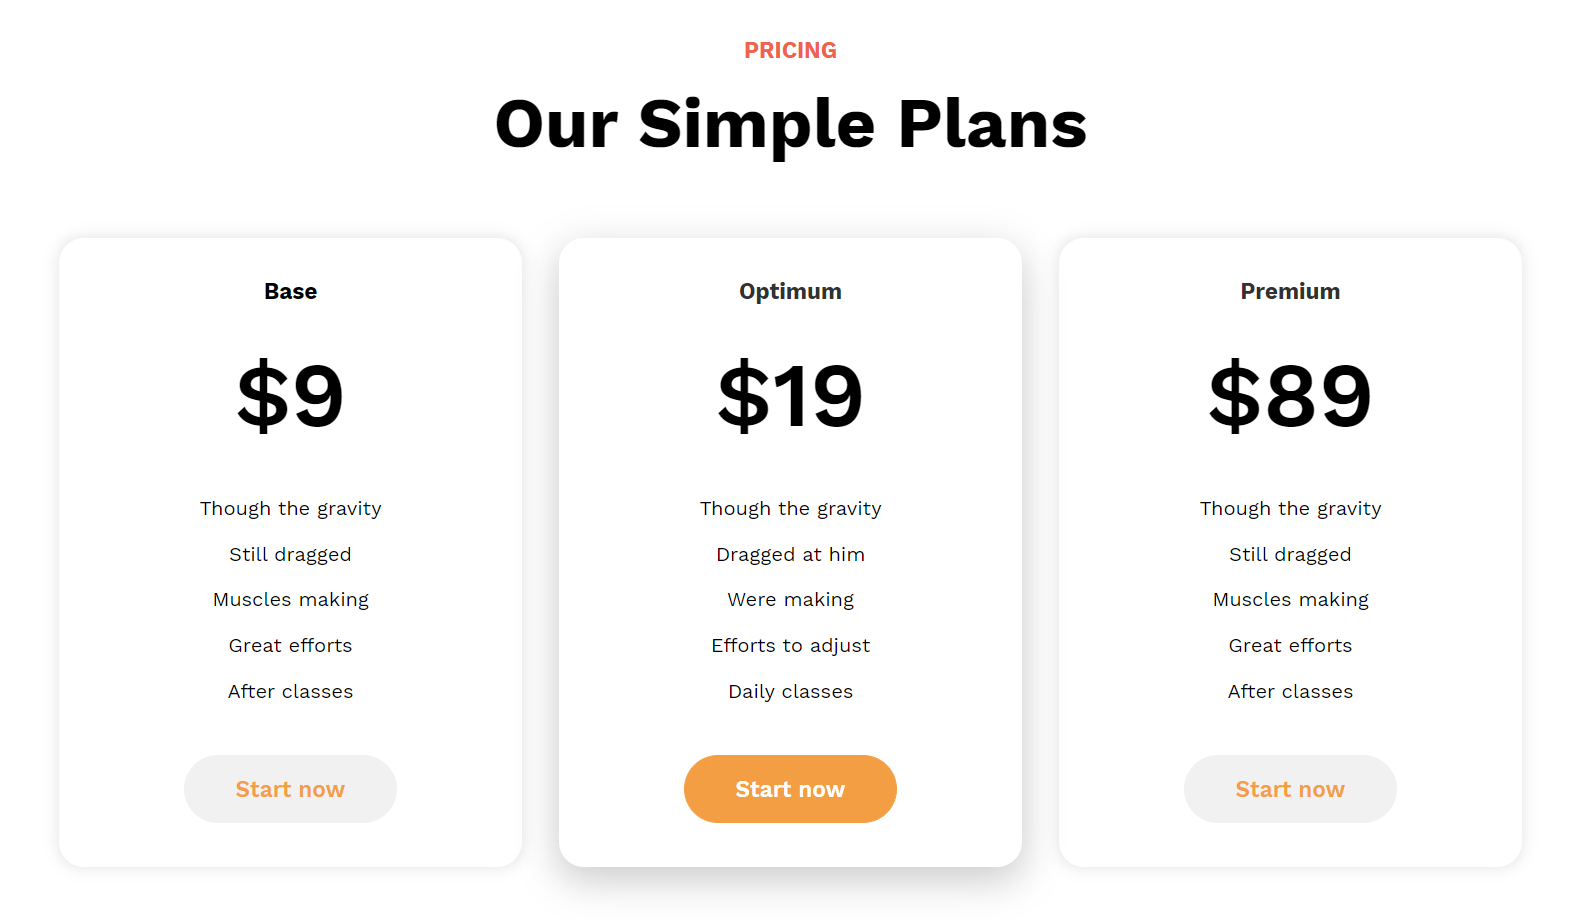 PRICING
Our Simple Plans
Base
$9
Though the gravity
Still dragged
Muscles making
Great efforts
After classes
Start now
Optimum
$19
Though the gravity
Dragged at him
Were making
Efforts to adjust
Daily classes
Start now
Premium
$89
Though the gravity
Still dragged
Muscles making
Great efforts
After classes
Start now